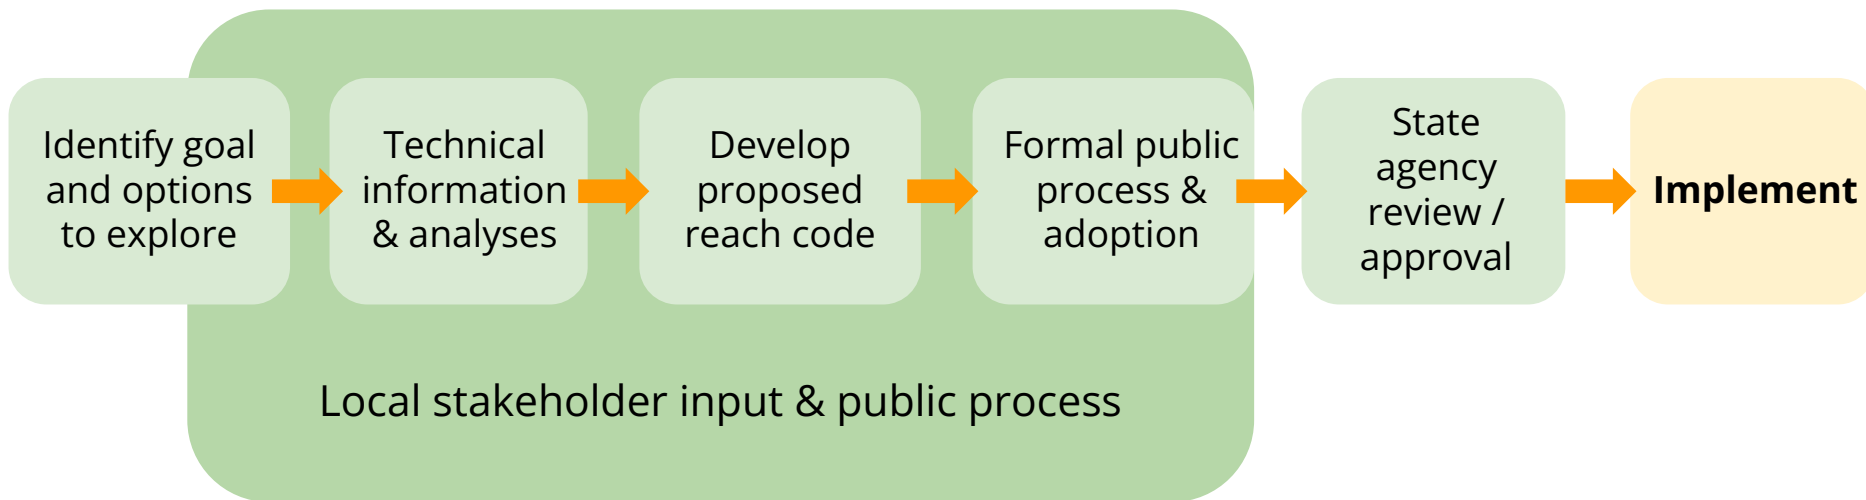 Identify goal
and options
to explore
Technical
information
& analyses
Develop
proposed
reach code
Formal public
process &
adoption
State
agency
review /
approval
Implement
Local stakeholder input & public process